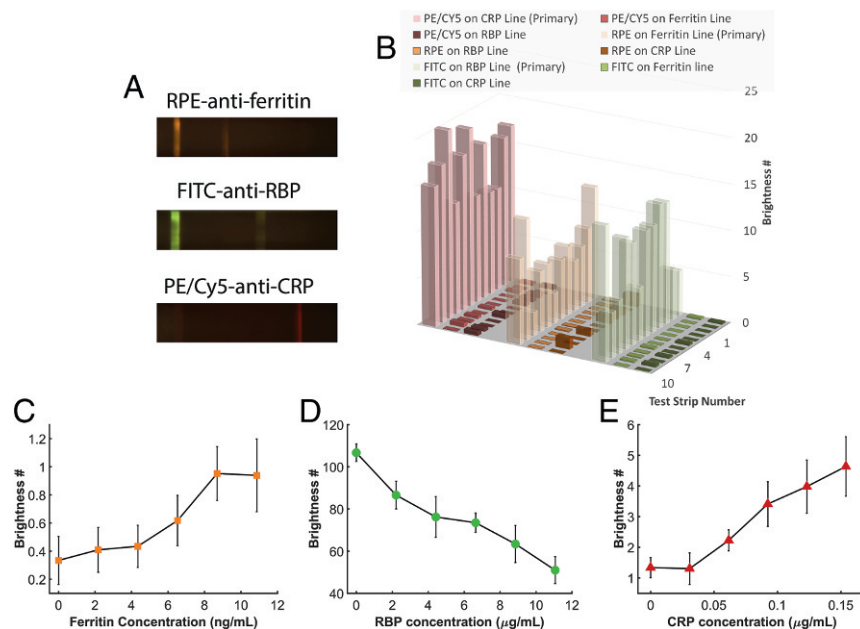 A
RPE-anti-ferritin
FITC-anti-RBP
PE/Cy5-anti-CRP
B
PE/CY5 on CRP Line (Primary)
PE/CY5 on Ferritin Line
PE/CY5 on RBP Line
RPE on Ferritin Line (Primary)
RPE on RBP Line
RPE on CRP Line
FITC on RBP Line (Primary)
FITC on Ferritin line
FITC on CRP Line
25
20
15
10
5
0
Brightness #
1
4
7
10
Test Strip Number
C
1.2
1
0.8
0.6
0.4
0.2
Brightness #
0 2 4 6 8 10 12
Ferritin Concentration (ng/mL)
D
120
100
80
60
40
Brightness #
0 2 4 6 8 10 12
RBP concentration (μg/mL)
E
6
5
4
3
2
1
Brightness #
0 0.05 0.1 0.15
CRP concentration (μg/mL)